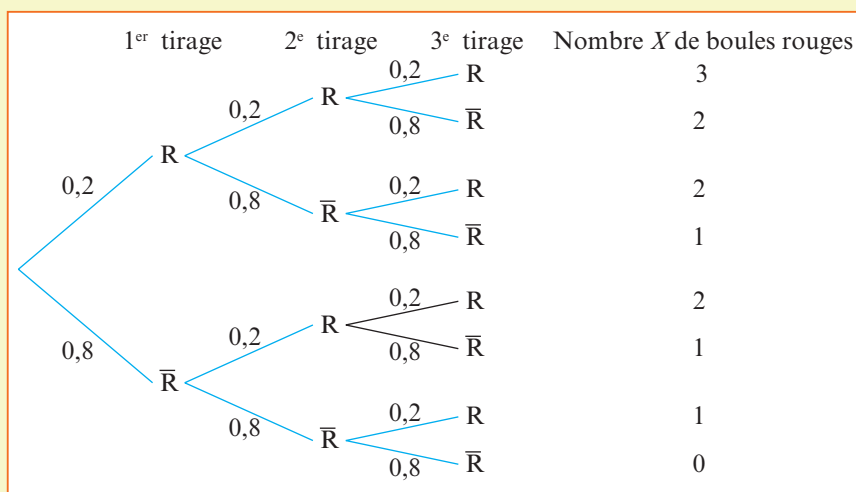 1er tirage 2e tirage 3e tirage Nombre X de boules rouges
0,2 R 3
R
0,2 0,8 R̅ 2
R
0,2 0,8 0,2 R 2
R̅
0,8 R̅ 1
0,2 R 2
R
0,8 0,2 0,8 R̅ 1
R̅
0,8 0,2 R 1
R̅
0,8 R̅ 0